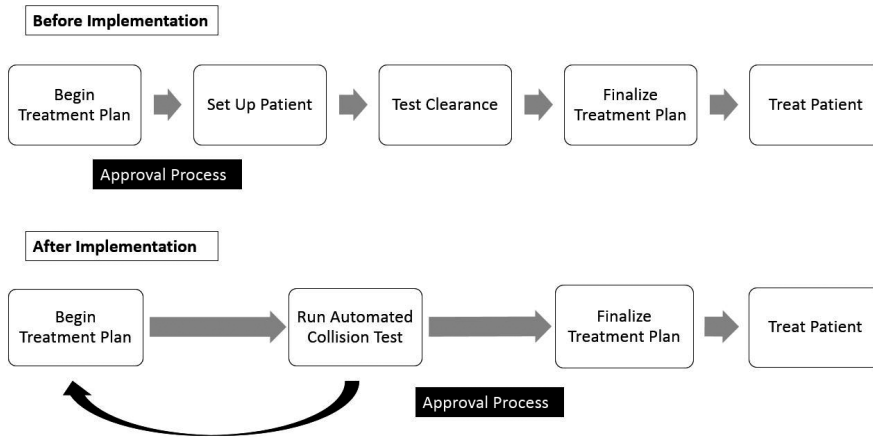 Before Implementation
Begin
Treatment Plan
Set Up Patient
Test Clearance
Finalize
Treatment Plan
Treat Patient
Approval Process
After Implementation
Begin
Treatment Plan
Run Automated
Collision Test
Finalize
Treatment Plan
Treat Patient
Approval Process